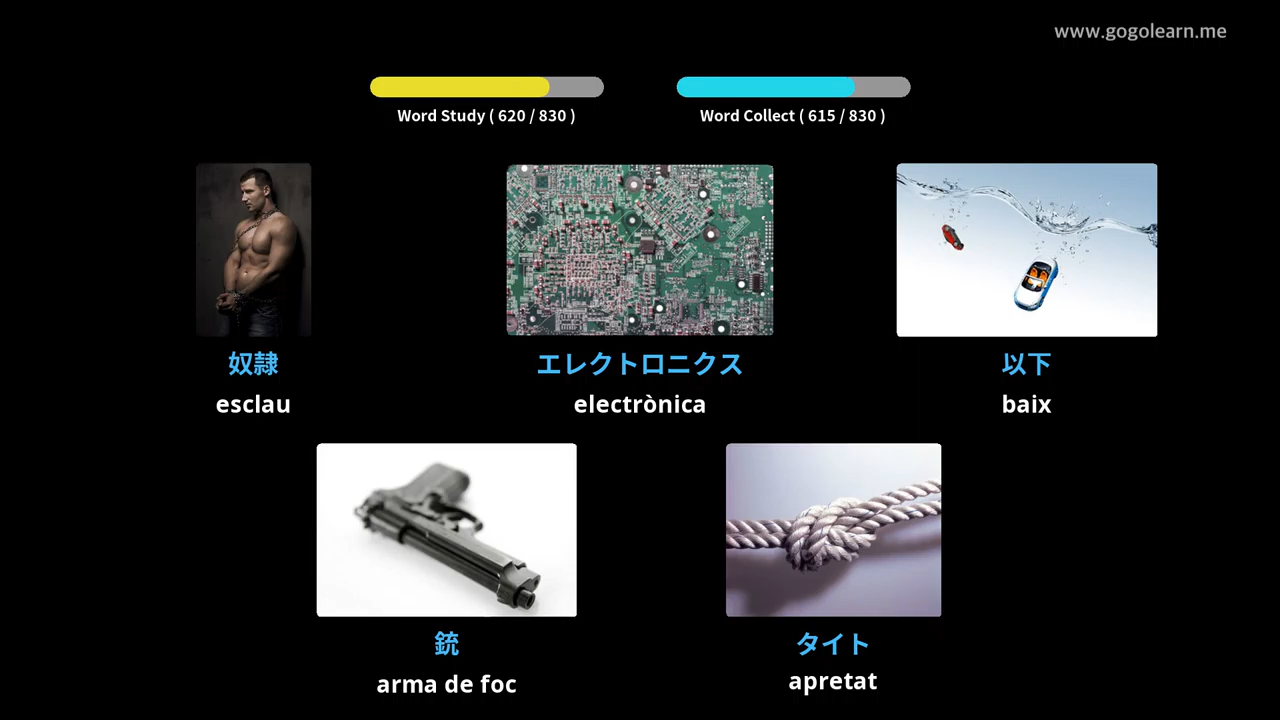 www.gogolearn.me
Word Study ( 620 / 830 )
Word Collect ( 615 / 830 )
奴隷
エレクトロニクス
以下
esclau
electrònica
baix
銃
タイト
arma de foc
apretat